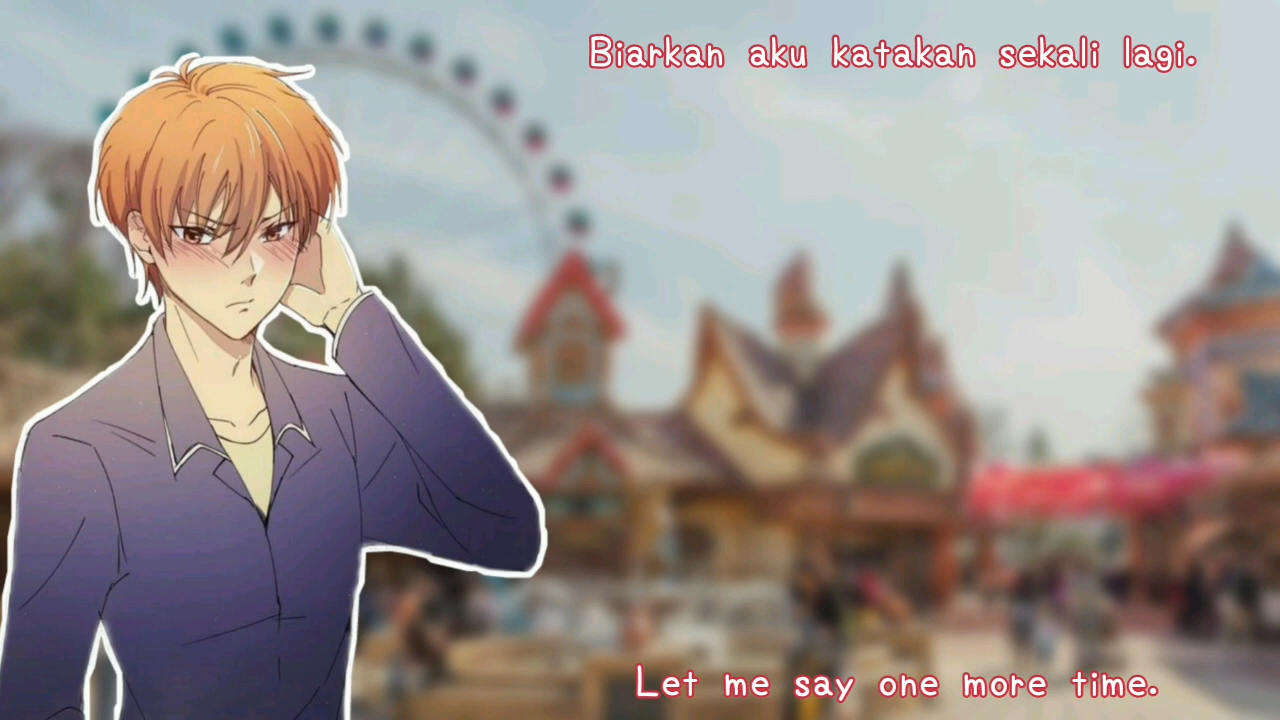 Biarkan aku katakan sekali lagi.
Let me say one more time.